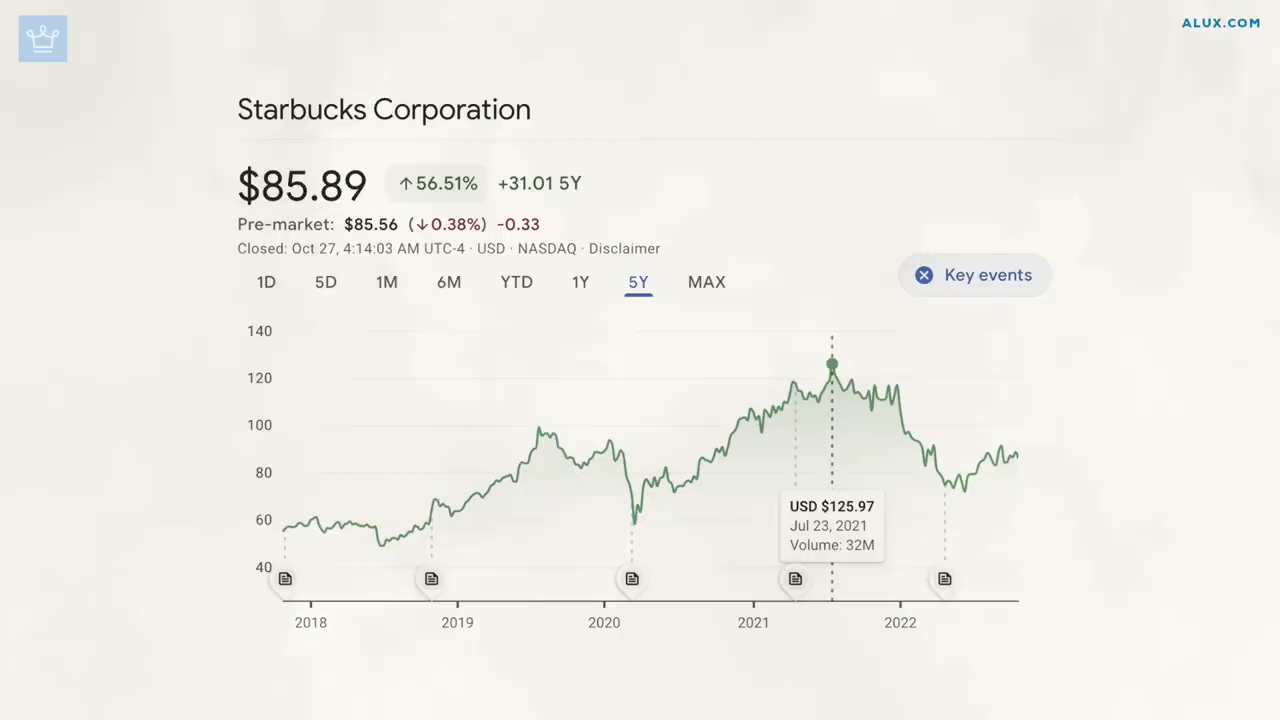 ALUX.COM
Starbucks Corporation
$85.89 ↑56.51% +31.01 5Y
Pre-market: $85.56 (↓0.38%) -0.33
Closed: Oct 27, 4:14:03 AM UTC-4 · USD · NASDAQ · Disclaimer
1D 5D 1M 6M YTD 1Y 5Y MAX
Key events
140
120
100
80
60
40
USD $125.97
Jul 23, 2021
Volume: 32M
2018 2019 2020 2021 2022